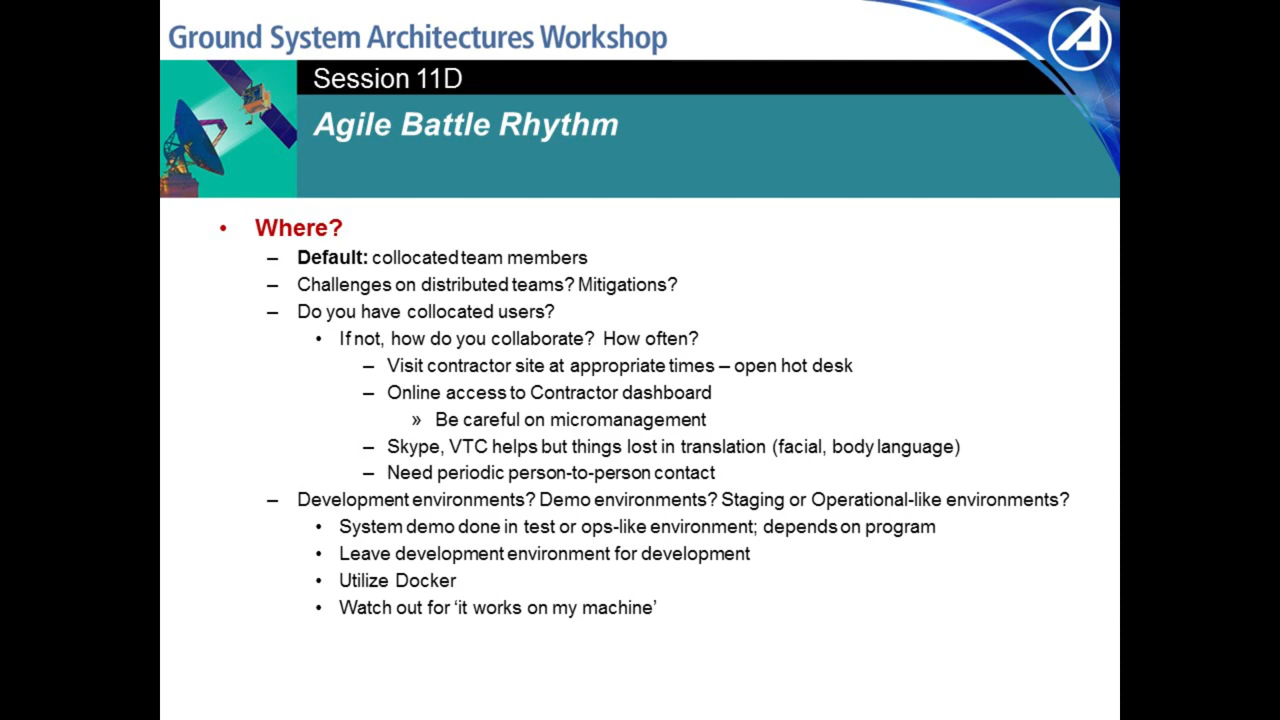 Ground System Architectures Workshop
Session 11D
Agile Battle Rhythm
• Where?
– Default: collocated team members
– Challenges on distributed teams? Mitigations?
– Do you have collocated users?
• If not, how do you collaborate? How often?
– Visit contractor site at appropriate times – open hot desk
– Online access to Contractor dashboard
» Be careful on micromanagement
– Skype, VTC helps but things lost in translation (facial, body language)
– Need periodic person-to-person contact
– Development environments? Demo environments? Staging or Operational-like environments?
• System demo done in test or ops-like environment; depends on program
• Leave development environment for development
• Utilize Docker
• Watch out for ‘it works on my machine’